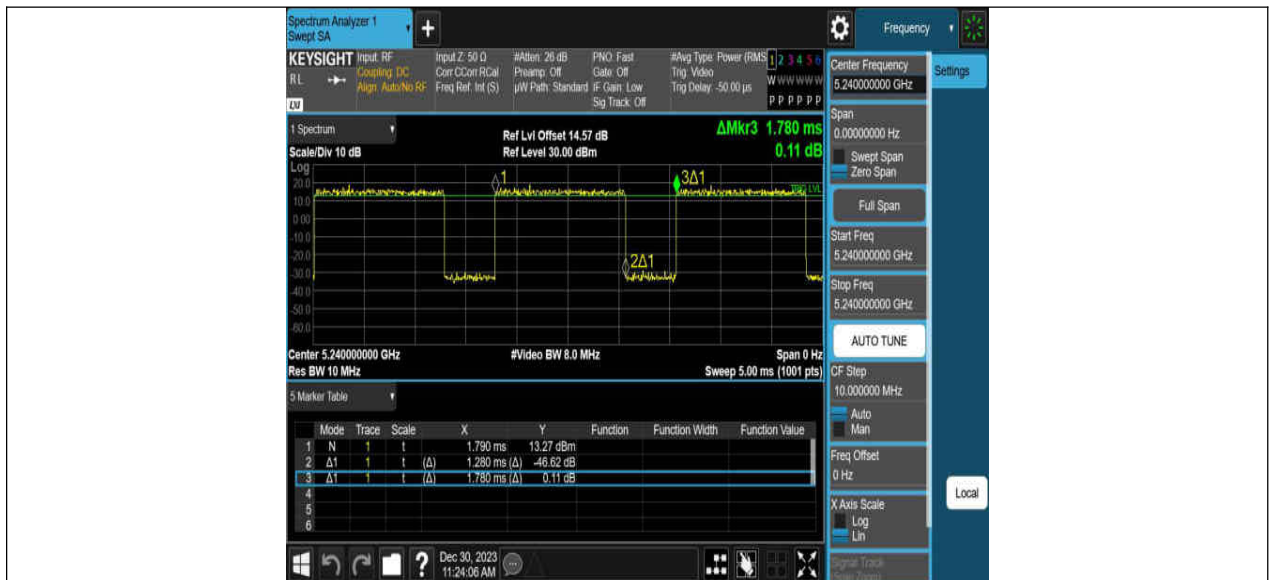 Spectrum Analyzer 1
Swept SA
+
Frequency
KEYSIGHT
RL
LXI
Input: RF
Coupling: DC
Align: Auto/No RF
Input Z: 50 Ω
Corr CCorr RCal
Freq Ref: Int (S)
#Atten: 26 dB
Preamp: Off
µW Path: Standard
PNO: Fast
Gate: Off
IF Gain: Low
Sig Track: Off
#Avg Type: Power (RMS
Trig: Video
Trig Delay: -50.00 µs
1 2 3 4 5 6
W W W W W W
P P P P P P
1 Spectrum
Scale/Div 10 dB
Ref Lvl Offset 14.57 dB
Ref Level 30.00 dBm
ΔMkr3 1.780 ms
0.11 dB
Log
20.0
10.0
0.00
-10.0
-20.0
-30.0
-40.0
-50.0
-60.0
1
3Δ1
TRIG LVL
2Δ1
Center 5.240000000 GHz
#Video BW 8.0 MHz
Span 0 Hz
Res BW 10 MHz
Sweep 5.00 ms (1001 pts)
5 Marker Table
Mode Trace Scale X Y Function Function Width Function Value
1 N 1 t 1.790 ms 13.27 dBm
2 Δ1 1 t (Δ) 1.280 ms (Δ) -46.62 dB
3 Δ1 1 t (Δ) 1.780 ms (Δ) 0.11 dB
4
5
6
?
Dec 30, 2023
11:24:06 AM
Center Frequency
5.240000000 GHz
Settings
Span
0.00000000 Hz
Swept Span
Zero Span
Full Span
Start Freq
5.240000000 GHz
Stop Freq
5.240000000 GHz
AUTO TUNE
CF Step
10.000000 MHz
Auto
Man
Freq Offset
0 Hz
X Axis Scale
Log
Lin
Local
Signal Track
(Span Zoom)